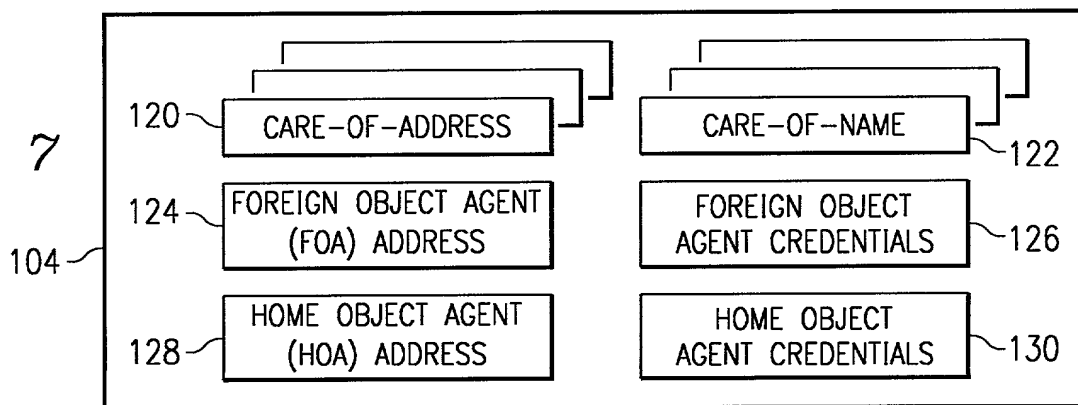 120
CARE-OF-ADDRESS
CARE-OF-NAME
122
7
124
FOREIGN OBJECT AGENT
(FOA) ADDRESS
FOREIGN OBJECT
AGENT CREDENTIALS
126
104
128
HOME OBJECT AGENT
(HOA) ADDRESS
HOME OBJECT
AGENT CREDENTIALS
130